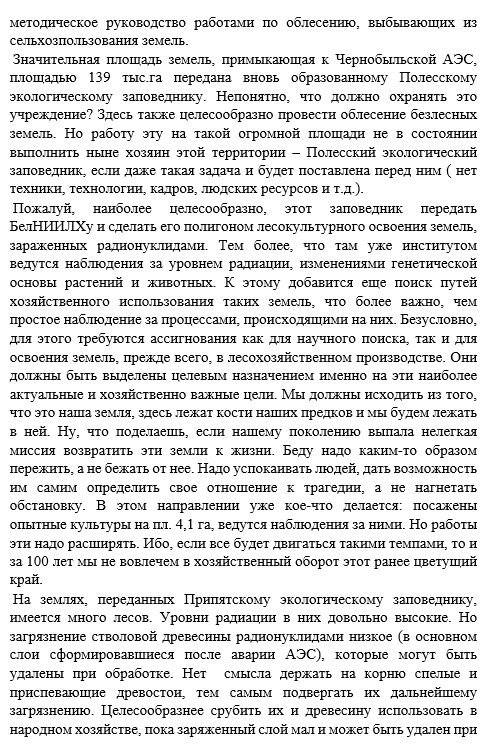 методическое руководство работами по облесению, выбывающих из
сельхозпользования земель.
Значительная площадь земель, примыкающая к Чернобыльской АЭС,
площадью 139 тыс.га передана вновь образованному Полесскому
экологическому заповеднику. Непонятно, что должно охранять это
учреждение? Здесь также целесообразно провести облесение безлесных
земель. Но работу эту на такой огромной площади не в состоянии
выполнить ныне хозяин этой территории – Полесский экологический
заповедник, если даже такая задача и будет поставлена перед ним ( нет
техники, технологии, кадров, людских ресурсов и т.д.).
Пожалуй, наиболее целесообразно, этот заповедник передать
БелНИИЛХу и сделать его полигоном лесокультурного освоения земель,
зараженных радионуклидами. Тем более, что там уже институтом
ведутся наблюдения за уровнем радиации, изменениями генетической
основы растений и животных. К этому добавится еще поиск путей
хозяйственного использования таких земель, что более важно, чем
простое наблюдение за процессами, происходящими на них. Безусловно,
для этого требуются ассигнования как для научного поиска, так и для
освоения земель, прежде всего, в лесохозяйственном производстве. Они
должны быть выделены целевым назначением именно на эти наиболее
актуальные и хозяйственно важные цели. Мы должны исходить из того,
что это наша земля, здесь лежат кости наших предков и мы будем лежать
в ней. Ну, что поделаешь, если нашему поколению выпала нелегкая
миссия возвратить эти земли к жизни. Беду надо каким-то образом
пережить, а не бежать от нее. Надо успокаивать людей, дать возможность
им самим определить свое отношение к трагедии, а не нагнетать
обстановку. В этом направлении уже кое-что делается: посажены
опытные культуры на пл. 4,1 га, ведутся наблюдения за ними. Но работы
эти надо расширять. Ибо, если все будет двигаться такими темпами, то и
за 100 лет мы не вовлечем в хозяйственный оборот этот ранее цветущий
край.
На землях, переданных Припятскому экологическому заповеднику,
имеется много лесов. Уровни радиации в них довольно высокие. Но
загрязнение стволовой древесины радионуклидами низкое (в основном
слои сформировавшиеся после аварии АЭС), которые могут быть
удалены при обработке. Нет смысла держать на корню спелые и
приспевающие древостои, тем самым подвергать их дальнейшему
загрязнению. Целесообразнее срубить их и древесину использовать в
народном хозяйстве, пока заряженный слой мал и может быть удален при